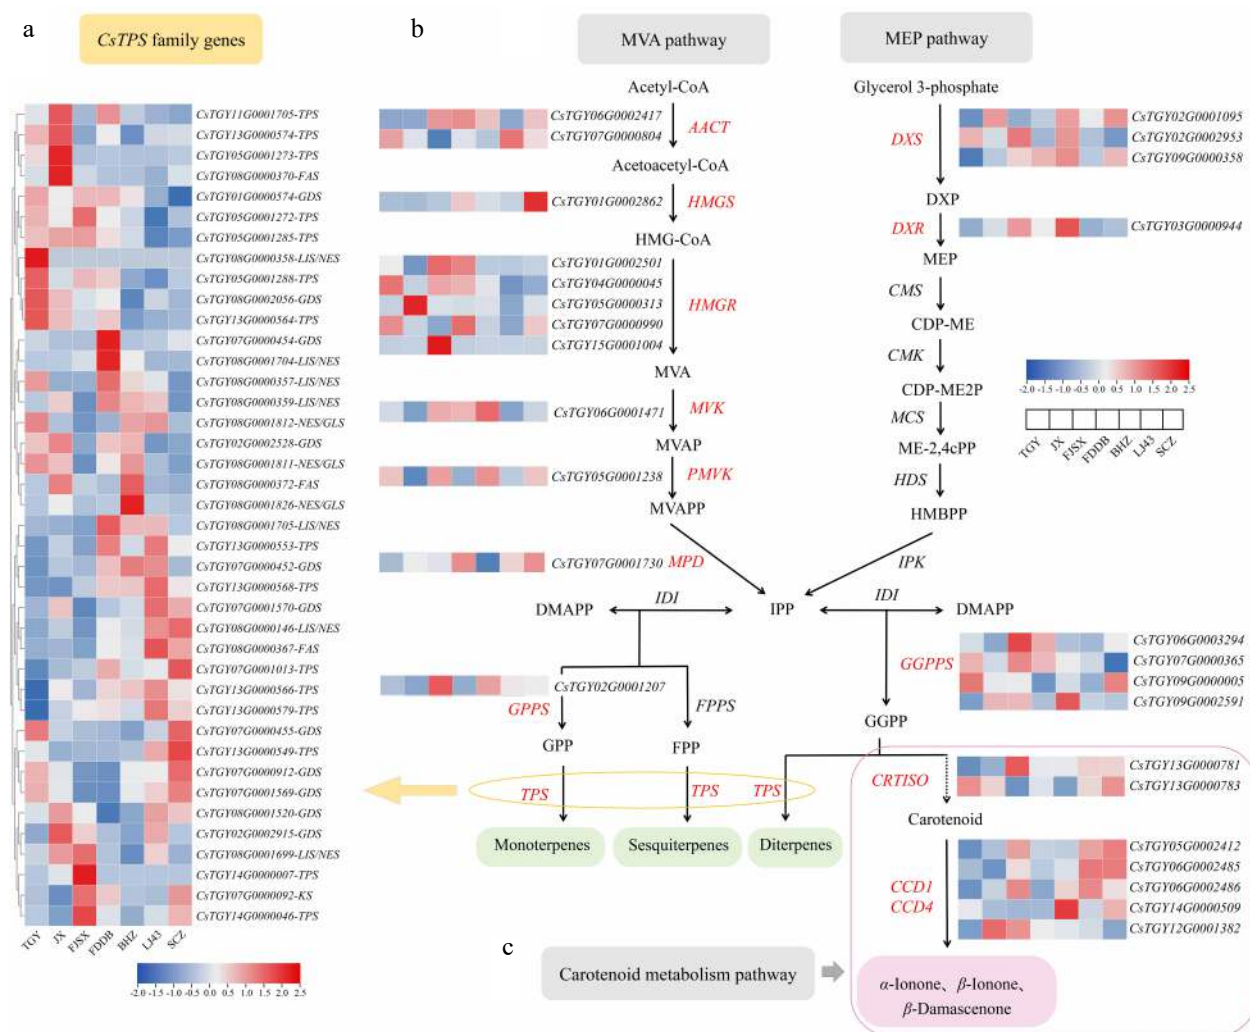 a
CsTPS family genes
CsTGY11G0001705-TPS
CsTGY13G0000574-TPS
CsTGY05G0001273-TPS
CsTGY08G0000370-FAS
CsTGY01G0000574-GDS
CsTGY05G0001272-TPS
CsTGY05G0001285-TPS
CsTGY08G0000358-LIS/NES
CsTGY05G0001288-TPS
CsTGY08G0002056-GDS
CsTGY13G0000564-TPS
CsTGY07G0000454-GDS
CsTGY08G0001704-LIS/NES
CsTGY08G0000357-LIS/NES
CsTGY08G0000359-LIS/NES
CsTGY08G0001812-NES/GLS
CsTGY02G0002528-GDS
CsTGY08G0001811-NES/GLS
CsTGY08G0000372-FAS
CsTGY08G0001826-NES/GLS
CsTGY08G0001705-LIS/NES
CsTGY13G0000553-TPS
CsTGY07G0000452-GDS
CsTGY13G0000568-TPS
CsTGY07G0001570-GDS
CsTGY08G0000146-LIS/NES
CsTGY08G0000367-FAS
CsTGY07G0001013-TPS
CsTGY13G0000566-TPS
CsTGY13G0000579-TPS
CsTGY07G0000455-GDS
CsTGY13G0000549-TPS
CsTGY07G0000912-GDS
CsTGY07G0001569-GDS
CsTGY08G0001520-GDS
CsTGY02G0002915-GDS
CsTGY08G0001699-LIS/NES
CsTGY14G0000007-TPS
CsTGY07G0000092-KS
CsTGY14G0000046-TPS
TGY JX FJSX FDDB BHZ LJ43 SCZ
-2.0 -1.5 -1.0 -0.5 0.0 0.5 1.0 1.5 2.0 2.5
b
MVA pathway
Acetyl-CoA
CsTGY06G0002417
CsTGY07G0000804
AACT
Acetoacetyl-CoA
CsTGY01G0002862
HMGS
HMG-CoA
CsTGY01G0002501
CsTGY04G0000045
CsTGY05G0000313
CsTGY07G0000990
CsTGY15G0001004
HMGR
MVA
CsTGY06G0001471
MVK
MVAP
CsTGY05G0001238
PMVK
MVAPP
CsTGY07G0001730
MPD
MEP pathway
Glycerol 3-phosphate
DXS
CsTGY02G0001095
CsTGY02G0002953
CsTGY09G0000358
DXP
DXR
CsTGY03G0000944
MEP
CMS
CDP-ME
CMK
CDP-ME2P
MCS
ME-2,4cPP
HDS
HMBPP
IPK
-2.0 -1.5 -1.0 -0.5 0.0 0.5 1.0 1.5 2.0 2.5
TGY JX FJSX FDDB BHZ LJ43 SCZ
DMAPP
IDI
IPP
IDI
DMAPP
CsTGY02G0001207
GPPS
FPPS
GGPPS
CsTGY06G0003294
CsTGY07G0000365
CsTGY09G0000005
CsTGY09G0002591
GPP
FPP
GGPP
TPS
TPS
TPS
Monoterpenes
Sesquiterpenes
Diterpenes
CRTISO
CsTGY13G0000781
CsTGY13G0000783
Carotenoid
CCD1
CCD4
CsTGY05G0002412
CsTGY06G0002485
CsTGY06G0002486
CsTGY14G0000509
CsTGY12G0001382
c
Carotenoid metabolism pathway
α-Ionone、β-Ionone、
β-Damascenone